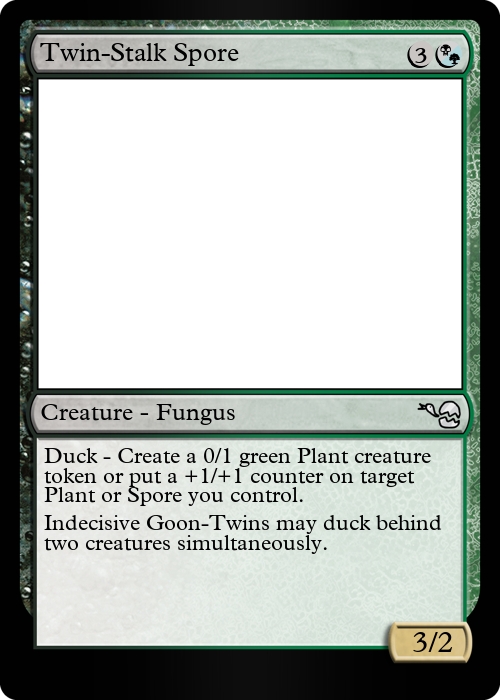 Twin-Stalk Spore 3
Creature - Fungus
Duck - Create a 0/1 green Plant creature
token or put a +1/+1 counter on target
Plant or Spore you control.
Indecisive Goon-Twins may duck behind
two creatures simultaneously.
3/2